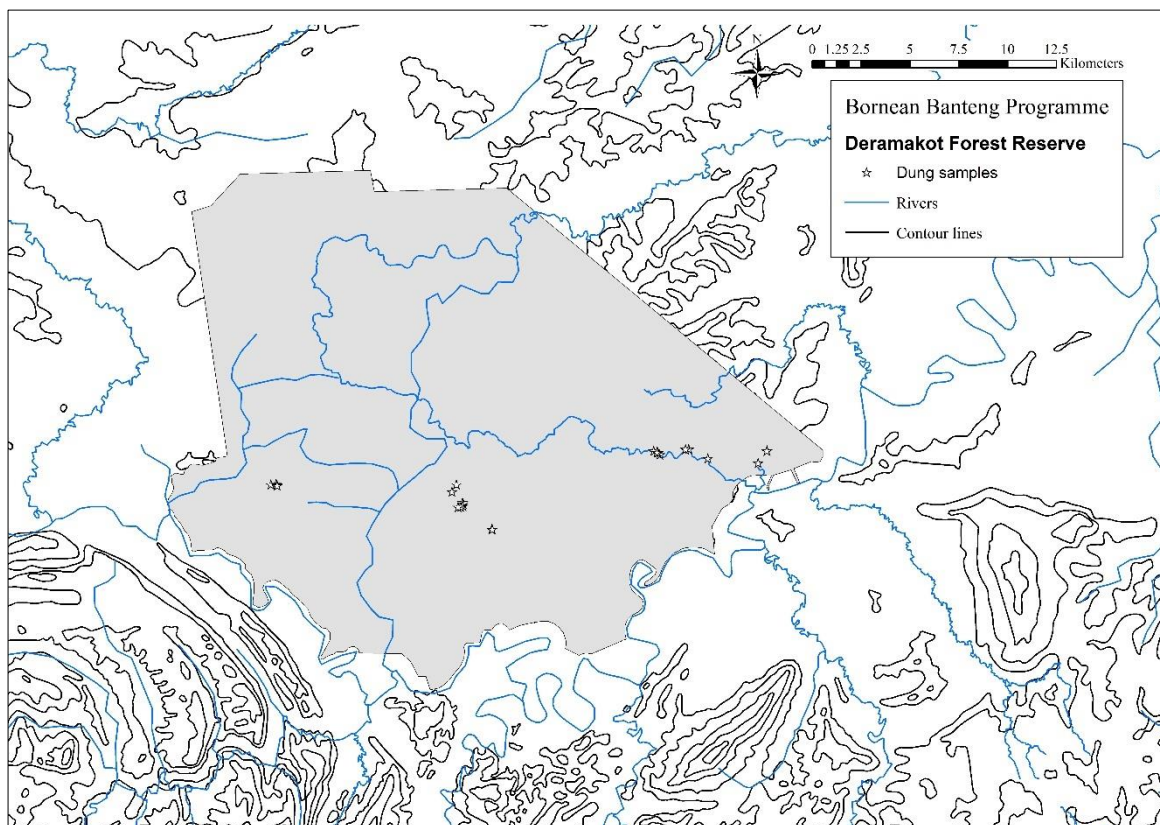 N
0 1.25 2.5 5 7.5 10 12.5
Kilometers
Bornean Banteng Programme
Deramakot Forest Reserve
Dung samples
Rivers
Contour lines